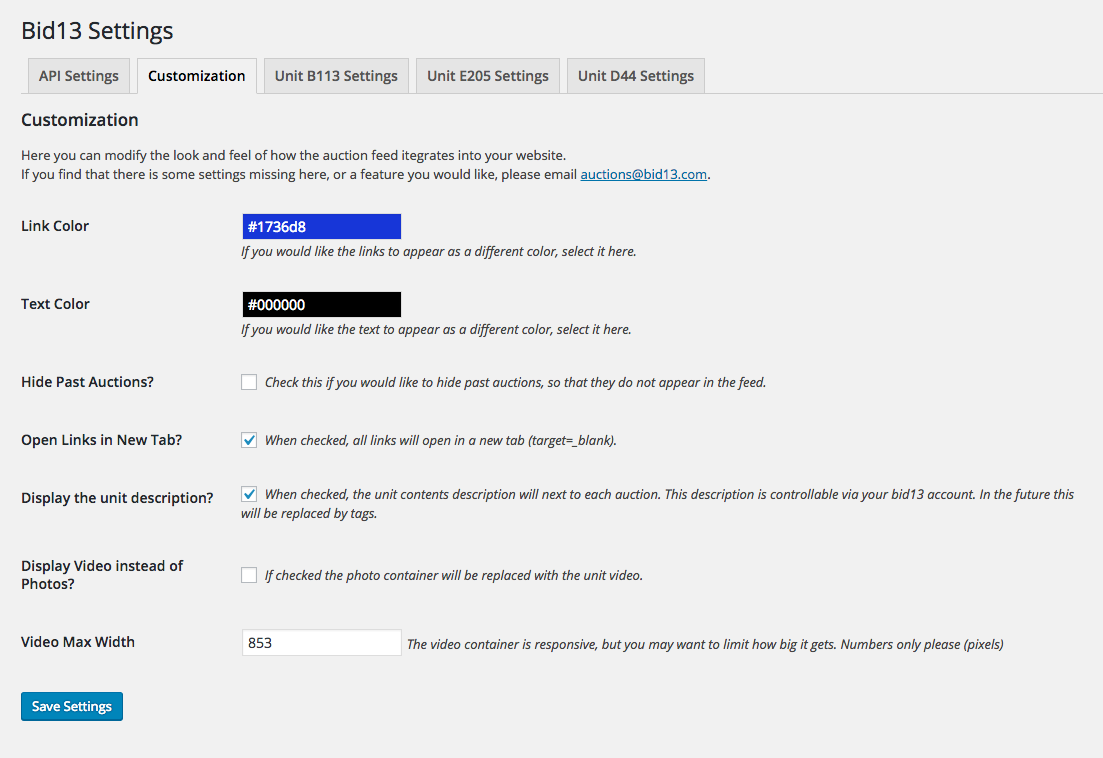 Bid13 Settings
API Settings Customization Unit B113 Settings Unit E205 Settings Unit D44 Settings
Customization
Here you can modify the look and feel of how the auction feed itegrates into your website.
If you find that there is some settings missing here, or a feature you would like, please email auctions@bid13.com.
Link Color
#1736d8
If you would like the links to appear as a different color, select it here.
Text Color
#000000
If you would like the text to appear as a different color, select it here.
Hide Past Auctions?
Check this if you would like to hide past auctions, so that they do not appear in the feed.
Open Links in New Tab?
When checked, all links will open in a new tab (target=_blank).
Display the unit description?
When checked, the unit contents description will next to each auction. This description is controllable via your bid13 account. In the future this
will be replaced by tags.
Display Video instead of
Photos?
If checked the photo container will be replaced with the unit video.
Video Max Width
853
The video container is responsive, but you may want to limit how big it gets. Numbers only please (pixels)
Save Settings